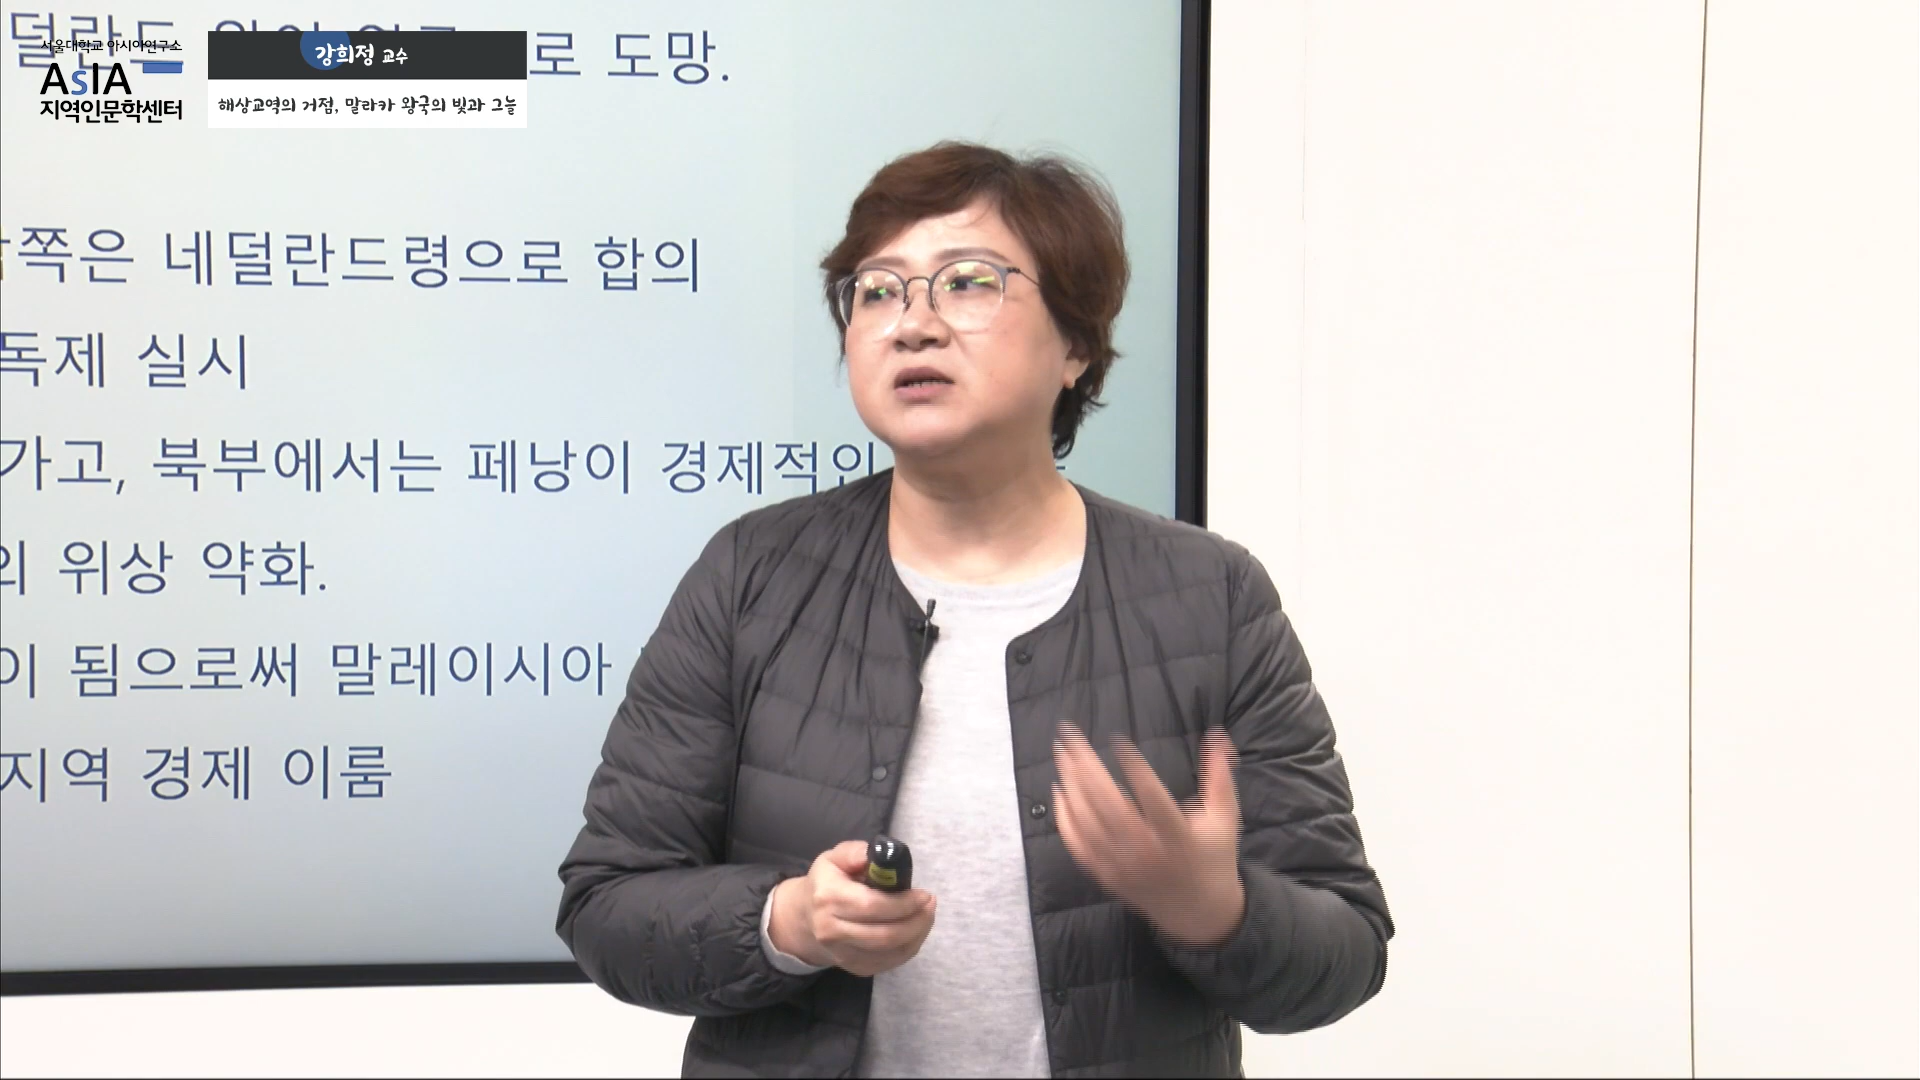 서울대학교 아시아연구소
AsIA
지역인문학센터
강희정 교수
해상교역의 거점, 말라카 왕국의 빛과 그늘
덜란드 로 도망.
쪽은 네덜란드령으로 합의
독제 실시
가고, 북부에서는 페낭이 경제적인
의 위상 약화.
이 됨으로써 말레이시아
지역 경제 이룸